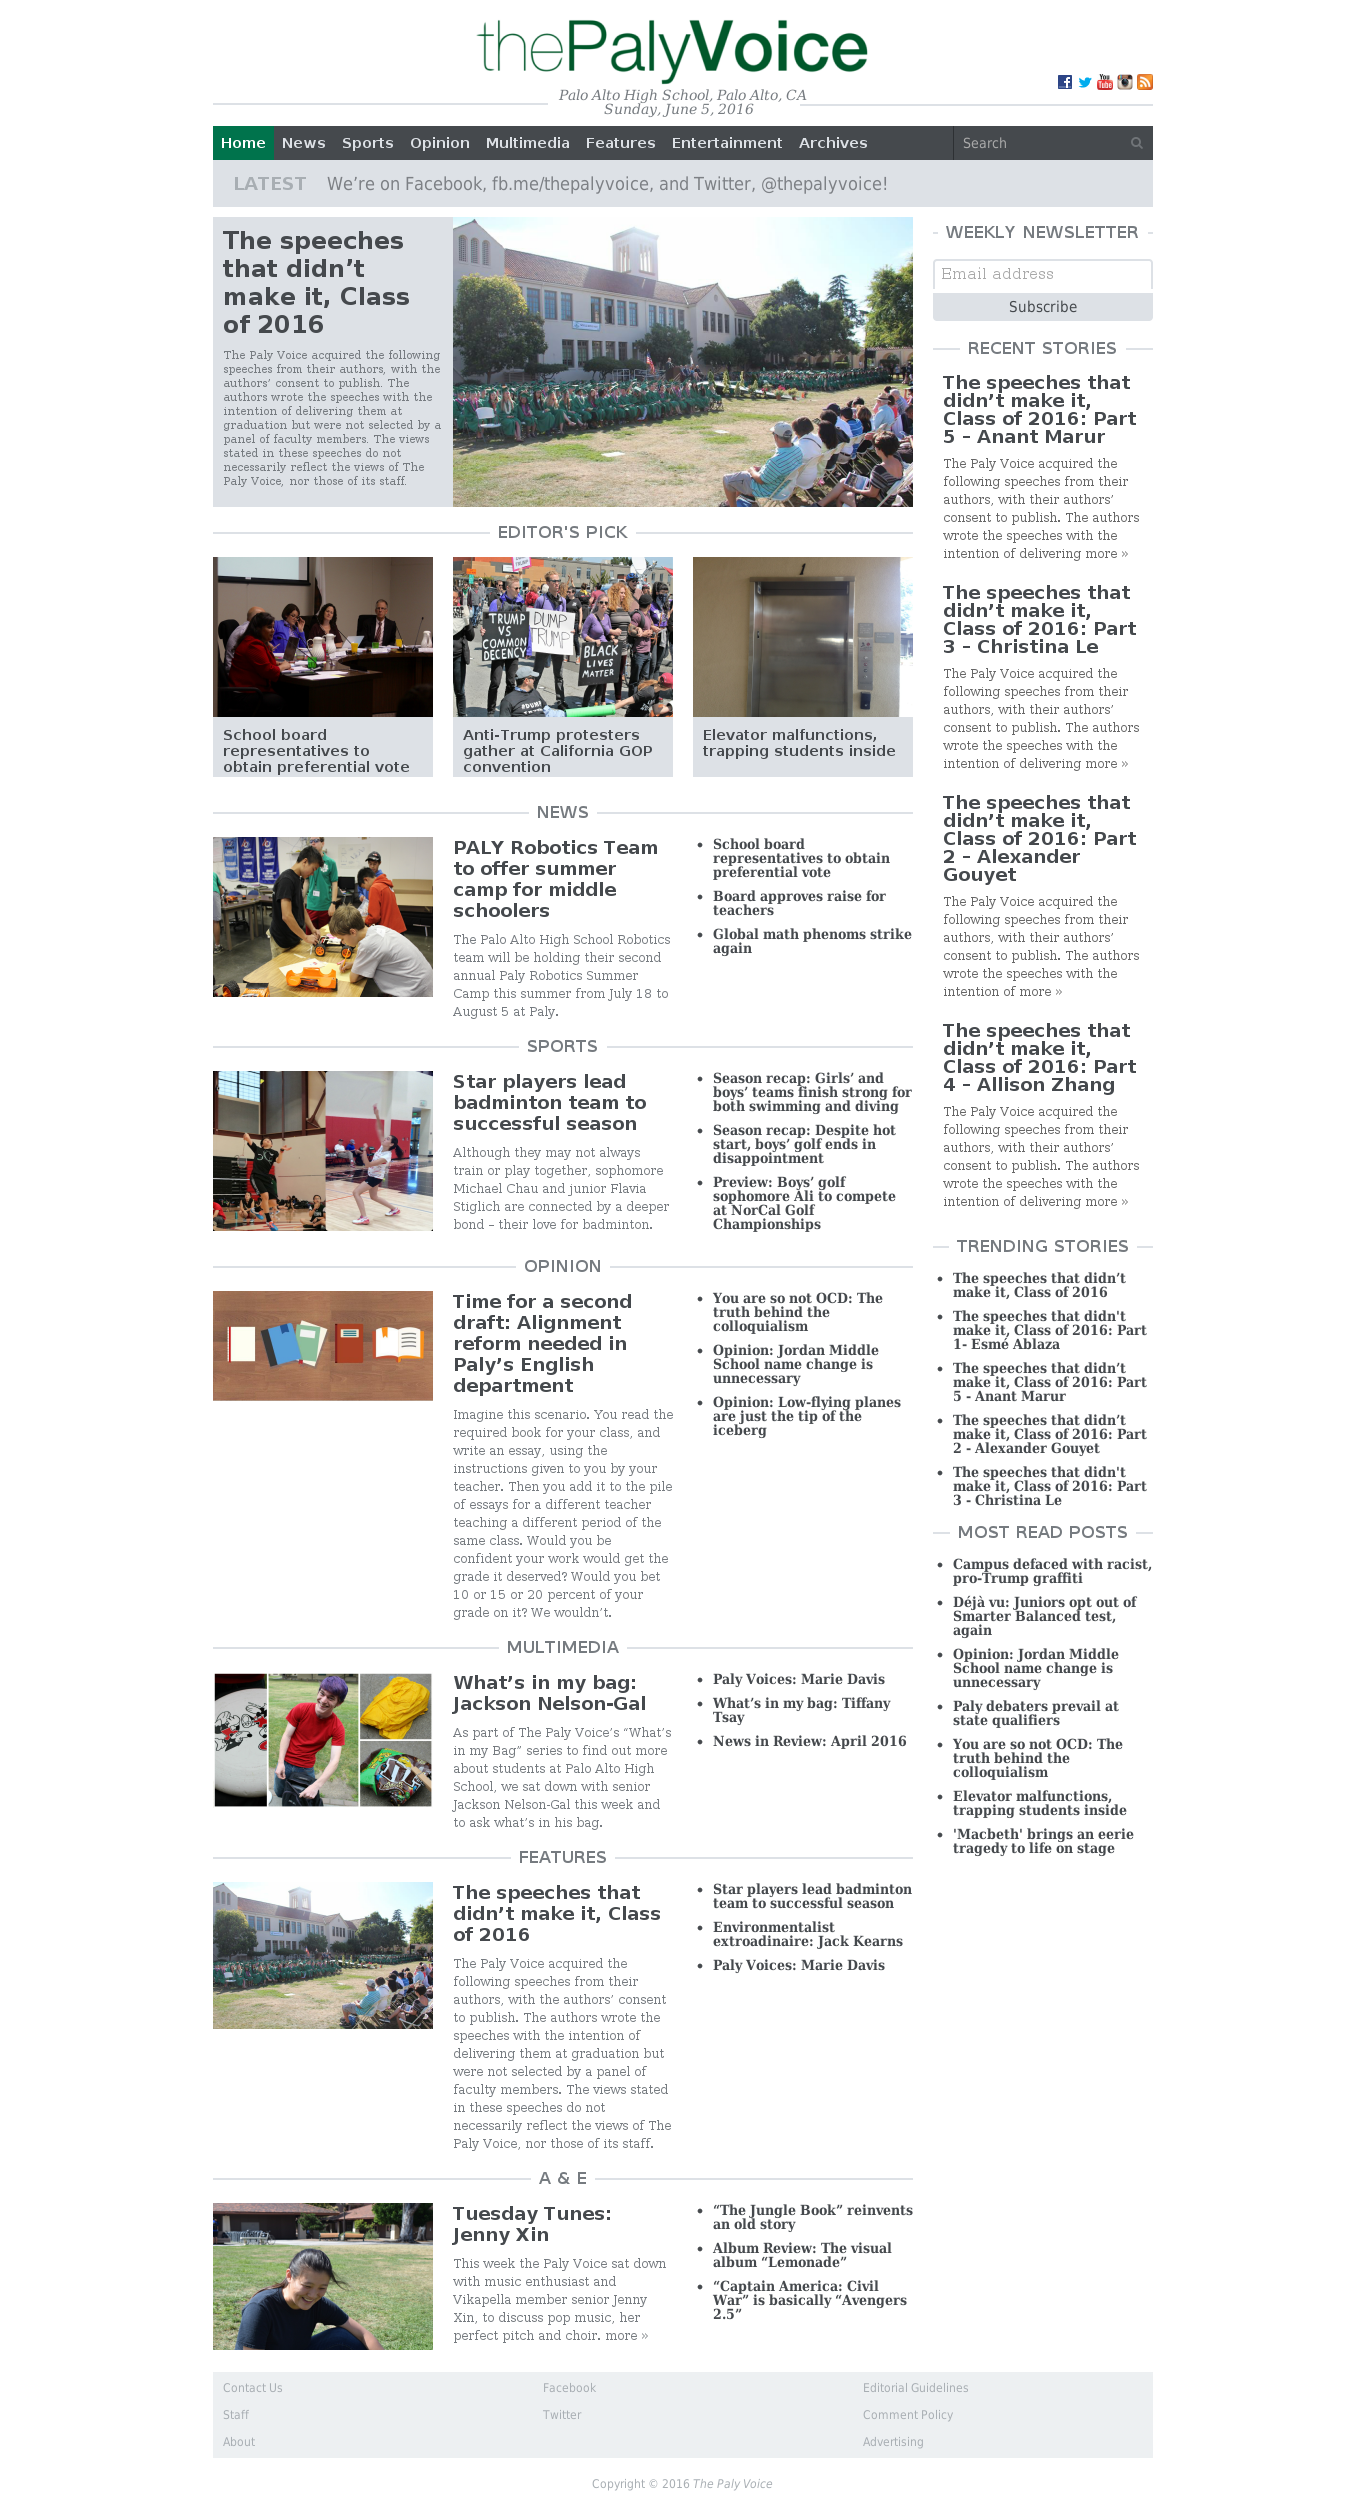 thePalyVoice
Palo Alto High School, Palo Alto, CA
Sunday, June 5, 2016
Home News Sports Opinion Multimedia Features Entertainment Archives Search
LATEST We’re on Facebook, fb.me/thepalyvoice, and Twitter, @thepalyvoice!
The speeches
that didn’t
make it, Class
of 2016
The Paly Voice acquired the following
speeches from their authors, with the
authors’ consent to publish. The
authors wrote the speeches with the
intention of delivering them at
graduation but were not selected by a
panel of faculty members. The views
stated in these speeches do not
necessarily reflect the views of The
Paly Voice, nor those of its staff.
EDITOR'S PICK
TRUMP
VS
COMMON
DECENCY
DUMP
TRUMP
BLACK
LIVES
MATTER
1
School board
representatives to
obtain preferential vote
Anti-Trump protesters
gather at California GOP
convention
Elevator malfunctions,
trapping students inside
NEWS
PALY Robotics Team
to offer summer
camp for middle
schoolers
The Palo Alto High School Robotics
team will be holding their second
annual Paly Robotics Summer
Camp this summer from July 18 to
August 5 at Paly.
• School board
representatives to obtain
preferential vote
• Board approves raise for
teachers
• Global math phenoms strike
again
SPORTS
Star players lead
badminton team to
successful season
Although they may not always
train or play together, sophomore
Michael Chau and junior Flavia
Stiglich are connected by a deeper
bond – their love for badminton.
• Season recap: Girls’ and
boys’ teams finish strong for
both swimming and diving
• Season recap: Despite hot
start, boys’ golf ends in
disappointment
• Preview: Boys’ golf
sophomore Ali to compete
at NorCal Golf
Championships
OPINION
Time for a second
draft: Alignment
reform needed in
Paly’s English
department
Imagine this scenario. You read the
required book for your class, and
write an essay, using the
instructions given to you by your
teacher. Then you add it to the pile
of essays for a different teacher
teaching a different period of the
same class. Would you be
confident your work would get the
grade it deserved? Would you bet
10 or 15 or 20 percent of your
grade on it? We wouldn’t.
• You are so not OCD: The
truth behind the
colloquialism
• Opinion: Jordan Middle
School name change is
unnecessary
• Opinion: Low-flying planes
are just the tip of the
iceberg
MULTIMEDIA
What’s in my bag:
Jackson Nelson-Gal
As part of The Paly Voice’s “What’s
in my Bag” series to find out more
about students at Palo Alto High
School, we sat down with senior
Jackson Nelson-Gal this week and
to ask what’s in his bag.
• Paly Voices: Marie Davis
• What’s in my bag: Tiffany
Tsay
• News in Review: April 2016
FEATURES
The speeches that
didn’t make it, Class
of 2016
The Paly Voice acquired the
following speeches from their
authors, with the authors’ consent
to publish. The authors wrote the
speeches with the intention of
delivering them at graduation but
were not selected by a panel of
faculty members. The views stated
in these speeches do not
necessarily reflect the views of The
Paly Voice, nor those of its staff.
• Star players lead badminton
team to successful season
• Environmentalist
extroadinaire: Jack Kearns
• Paly Voices: Marie Davis
A & E
Tuesday Tunes:
Jenny Xin
This week the Paly Voice sat down
with music enthusiast and
Vikapella member senior Jenny
Xin, to discuss pop music, her
perfect pitch and choir. more »
• “The Jungle Book” reinvents
an old story
• Album Review: The visual
album “Lemonade”
• “Captain America: Civil
War” is basically “Avengers
2.5”
WEEKLY NEWSLETTER
Email address
Subscribe
RECENT STORIES
The speeches that
didn’t make it,
Class of 2016: Part
5 – Anant Marur
The Paly Voice acquired the
following speeches from their
authors, with their authors’
consent to publish. The authors
wrote the speeches with the
intention of delivering more »
The speeches that
didn’t make it,
Class of 2016: Part
3 – Christina Le
The Paly Voice acquired the
following speeches from their
authors, with their authors’
consent to publish. The authors
wrote the speeches with the
intention of delivering more »
The speeches that
didn’t make it,
Class of 2016: Part
2 – Alexander
Gouyet
The Paly Voice acquired the
following speeches from their
authors, with their authors’
consent to publish. The authors
wrote the speeches with the
intention of more »
The speeches that
didn’t make it,
Class of 2016: Part
4 – Allison Zhang
The Paly Voice acquired the
following speeches from their
authors, with their authors’
consent to publish. The authors
wrote the speeches with the
intention of delivering more »
TRENDING STORIES
• The speeches that didn’t
make it, Class of 2016
• The speeches that didn't
make it, Class of 2016: Part
1- Esmé Ablaza
• The speeches that didn’t
make it, Class of 2016: Part
5 - Anant Marur
• The speeches that didn’t
make it, Class of 2016: Part
2 - Alexander Gouyet
• The speeches that didn't
make it, Class of 2016: Part
3 - Christina Le
MOST READ POSTS
• Campus defaced with racist,
pro-Trump graffiti
• Déjà vu: Juniors opt out of
Smarter Balanced test,
again
• Opinion: Jordan Middle
School name change is
unnecessary
• Paly debaters prevail at
state qualifiers
• You are so not OCD: The
truth behind the
colloquialism
• Elevator malfunctions,
trapping students inside
• 'Macbeth' brings an eerie
tragedy to life on stage
Contact Us
Staff
About
Facebook
Twitter
Editorial Guidelines
Comment Policy
Advertising
Copyright © 2016 The Paly Voice